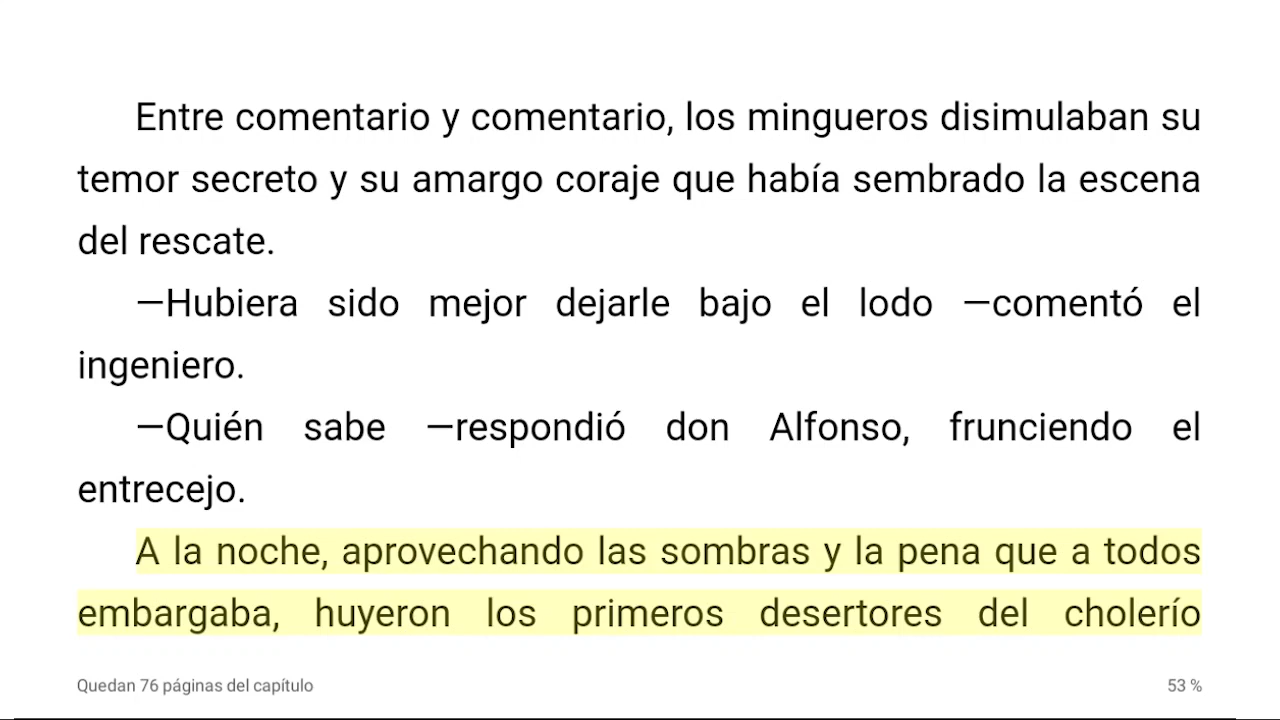 Entre comentario y comentario, los mingueros disimulaban su
temor secreto y su amargo coraje que había sembrado la escena
del rescate.
—Hubiera sido mejor dejarle bajo el lodo —comentó el
ingeniero.
—Quién sabe —respondió don Alfonso, frunciendo el
entrecejo.
A la noche, aprovechando las sombras y la pena que a todos
embargaba, huyeron los primeros desertores del cholerío
Quedan 76 páginas del capítulo
53 %